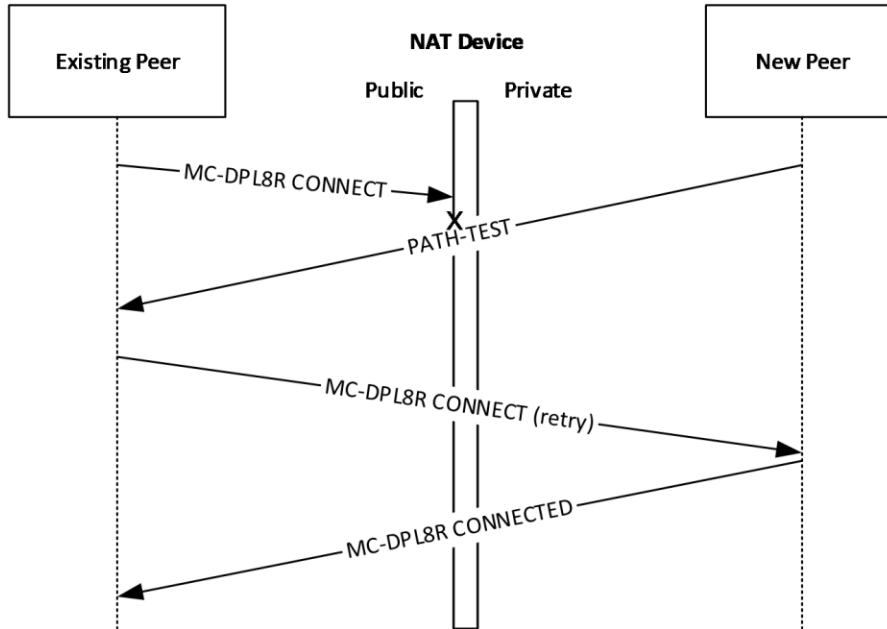 Existing Peer
NAT Device
New Peer
Public
Private
MC-DPL8R CONNECT
X
PATH-TEST
MC-DPL8R CONNECT (retry)
MC-DPL8R CONNECTED